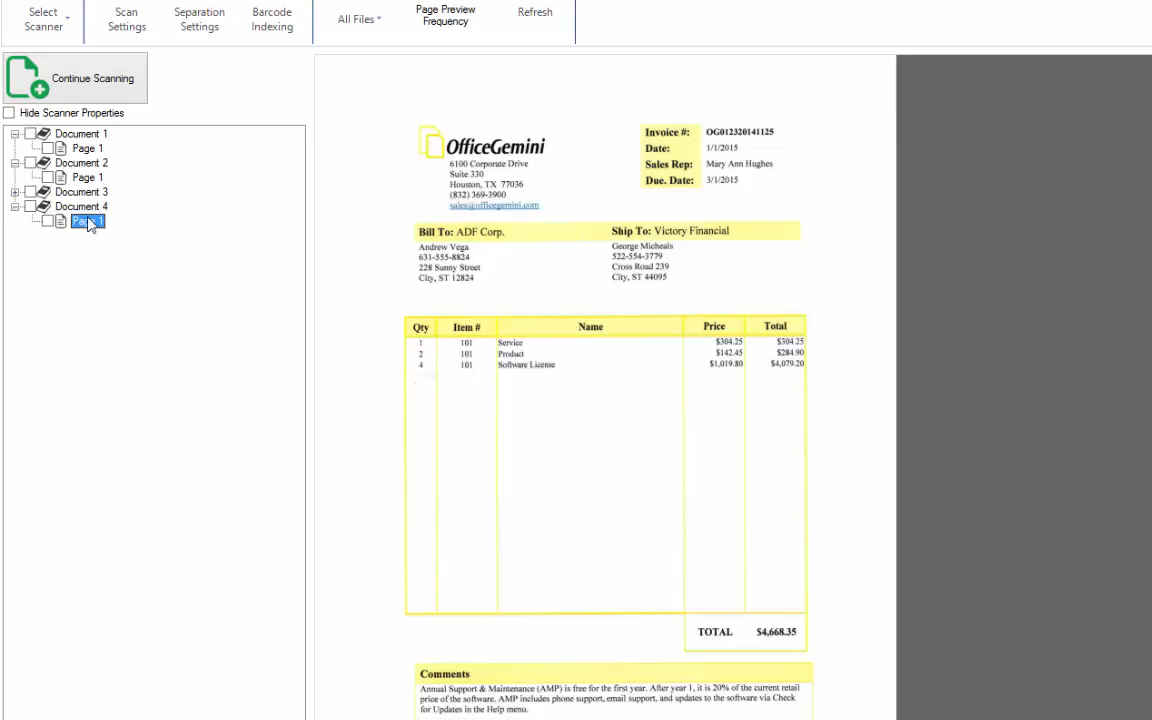 Select Scanner
Scan Settings
Separation Settings
Barcode Indexing
All Files
Page Preview Frequency
Refresh
Continue Scanning
Hide Scanner Properties
Document 1
Page 1
Document 2
Page 1
Document 3
Document 4
Page 1
OfficeGemini
6100 Corporate Drive
Suite 330
Houston, TX 77036
(832) 369-3900
sales@officegemini.com
Invoice #: OG012320141125
Date: 1/1/2015
Sales Rep: Mary Ann Hughes
Due. Date: 3/1/2015
Bill To: ADF Corp.
Andrew Vega
631-555-8824
228 Sunny Street
City, ST 12824
Ship To: Victory Financial
George Micheals
522-554-3779
Cross Road 239
City, ST 44095
Qty Item # Name Price Total
1 101 Service $304.25 $304.25
2 101 Product $142.45 $284.90
4 101 Software License $1,019.80 $4,079.20
TOTAL $4,668.35
Comments
Annual Support & Maintenance (AMP) is free for the first year. After year 1, it is 20% of the current retail
price of the software. AMP includes phone support, email support, and updates to the software via Check
for Updates in the Help menu.